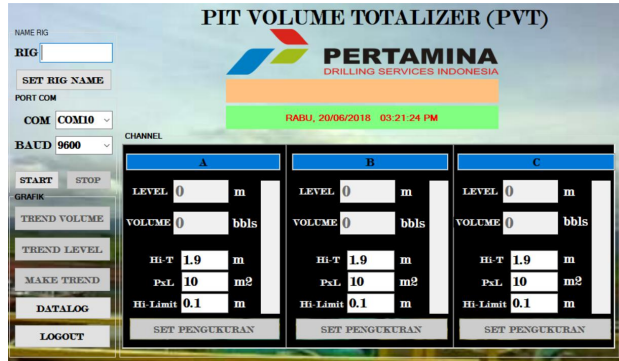 PIT VOLUME TOTALIZER (PVT)
NAME RIG
RIG
SET RIG NAME
PERTAMINA
DRILLING SERVICES INDONESIA
PORT COM
COM COM10
BAUD 9600
RABU, 20/06/2018 03:21:24 PM
START STOP
GRAFIK
TREND VOLUME
TREND LEVEL
MAKE TREND
DATALOG
LOGOUT
CHANNEL
A
LEVEL 0 m
VOLUME 0 bbls
Hi-T 1.9 m
PxL 10 m2
Hi-Limit 0.1 m
SET PENGUKURAN
B
LEVEL 0 m
VOLUME 0 bbls
Hi-T 1.9 m
PxL 10 m2
Hi-Limit 0.1 m
SET PENGUKURAN
C
LEVEL 0 m
VOLUME 0 bbls
Hi-T 1.9 m
PxL 10 m2
Hi-Limit 0.1 m
SET PENGUKURAN